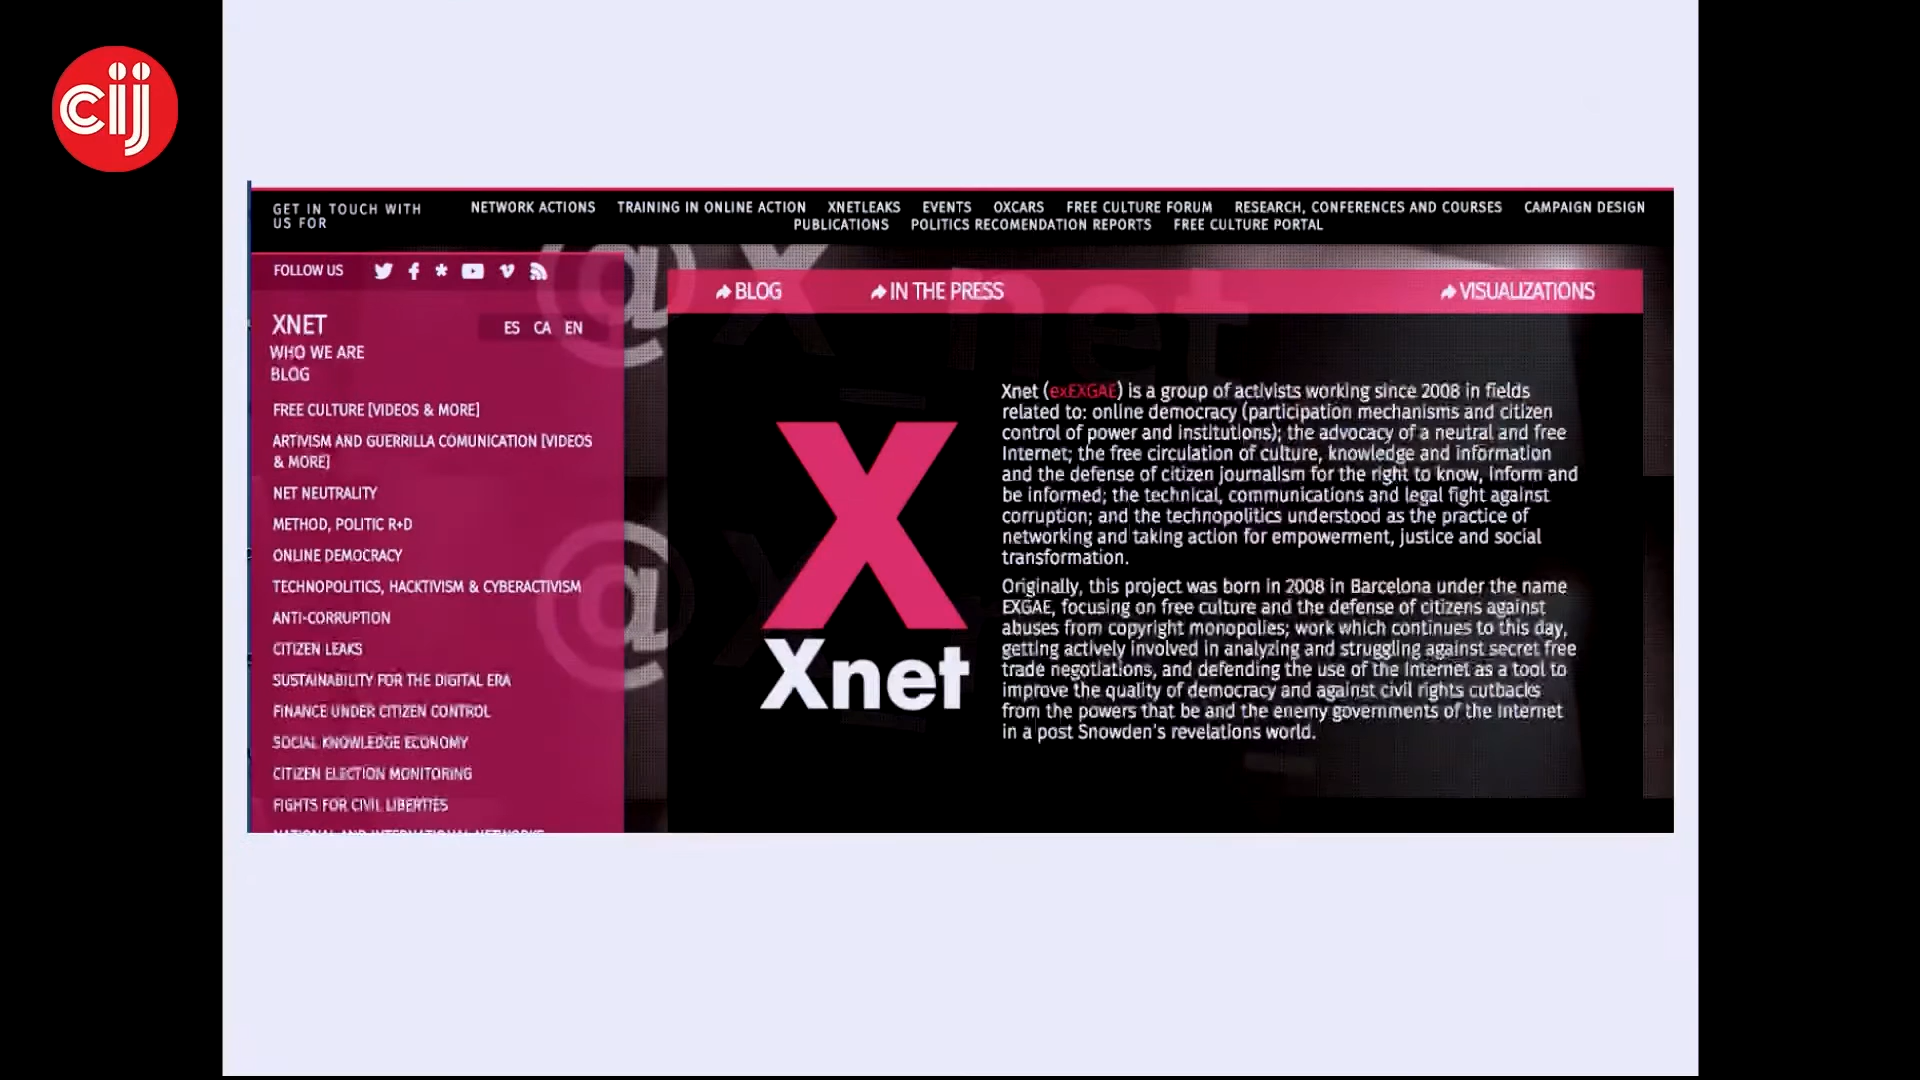 cij
GET IN TOUCH WITH
US FOR
NETWORK ACTIONS TRAINING IN ONLINE ACTION XNETLEAKS EVENTS OXCARS FREE CULTURE FORUM RESEARCH, CONFERENCES AND COURSES CAMPAIGN DESIGN
PUBLICATIONS POLITICS RECOMENDATION REPORTS FREE CULTURE PORTAL
FOLLOW US
XNET ES CA EN
WHO WE ARE
BLOG
FREE CULTURE [VIDEOS & MORE]
ARTIVISM AND GUERRILLA COMUNICATION [VIDEOS
& MORE]
NET NEUTRALITY
METHOD, POLITIC R+D
ONLINE DEMOCRACY
TECHNOPOLITICS, HACKTIVISM & CYBERACTIVISM
ANTI-CORRUPTION
CITIZEN LEAKS
SUSTAINABILITY FOR THE DIGITAL ERA
FINANCE UNDER CITIZEN CONTROL
SOCIAL KNOWLEDGE ECONOMY
CITIZEN ELECTION MONITORING
FIGHTS FOR CIVIL LIBERTIES
NATIONAL AND INTERNATIONAL NETWORKS
@X net
@X
BLOG IN THE PRESS VISUALIZATIONS
X
Xnet
Xnet (exEXGAE) is a group of activists working since 2008 in fields
related to: online democracy (participation mechanisms and citizen
control of power and institutions); the advocacy of a neutral and free
Internet; the free circulation of culture, knowledge and information
and the defense of citizen journalism for the right to know, inform and
be informed; the technical, communications and legal fight against
corruption; and the technopolitics understood as the practice of
networking and taking action for empowerment, justice and social
transformation.
Originally, this project was born in 2008 in Barcelona under the name
EXGAE, focusing on free culture and the defense of citizens against
abuses from copyright monopolies; work which continues to this day,
getting actively involved in analyzing and struggling against secret free
trade negotiations, and defending the use of the Internet as a tool to
improve the quality of democracy and against civil rights cutbacks
from the powers that be and the enemy governments of the Internet
in a post Snowden's revelations world.